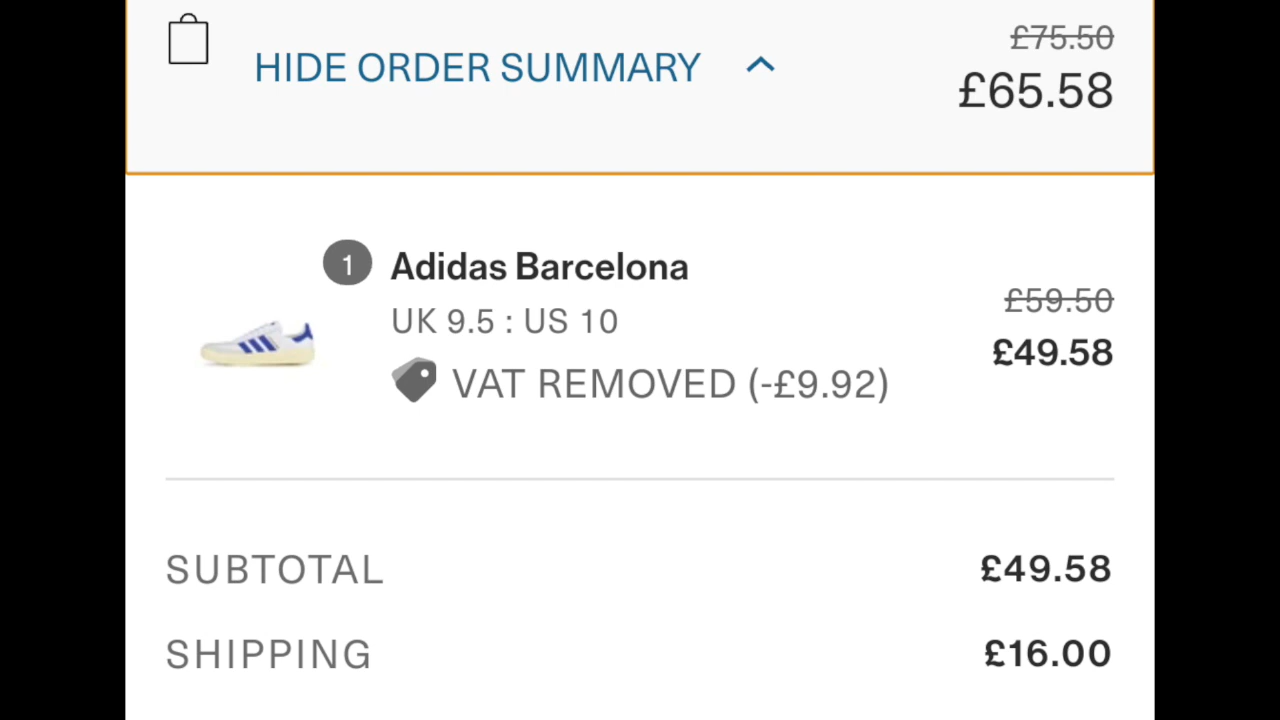 £75.50
HIDE ORDER SUMMARY
£65.58
1
Adidas Barcelona
£59.50
UK 9.5 : US 10
£49.58
VAT REMOVED (-£9.92)
SUBTOTAL £49.58
SHIPPING £16.00